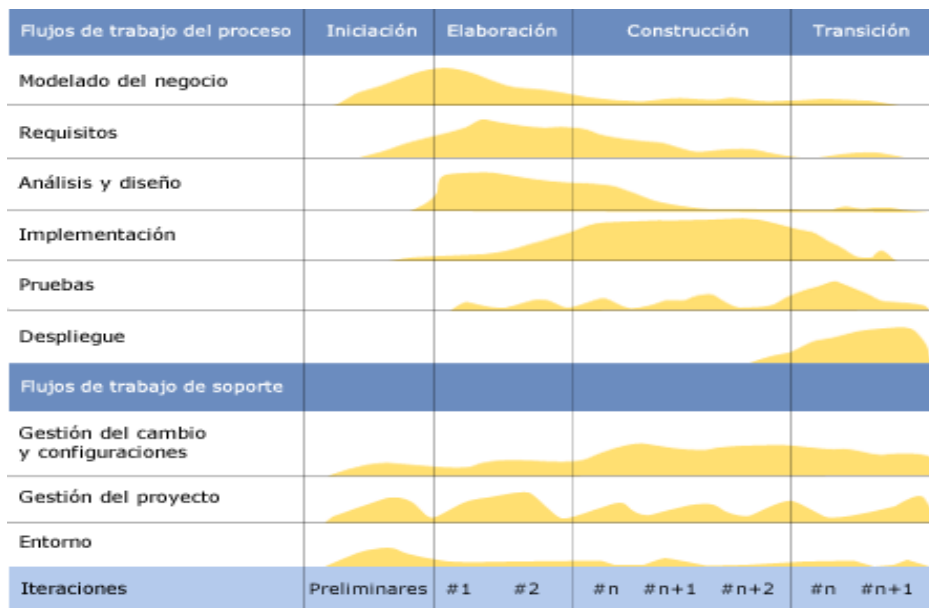 Flujos de trabajo del proceso Iniciación Elaboración Construcción Transición
Modelado del negocio
Requisitos
Análisis y diseño
Implementación
Pruebas
Despliegue
Flujos de trabajo de soporte
Gestión del cambio
y configuraciones
Gestión del proyecto
Entorno
Iteraciones Preliminares #1 #2 #n #n+1 #n+2 #n #n+1